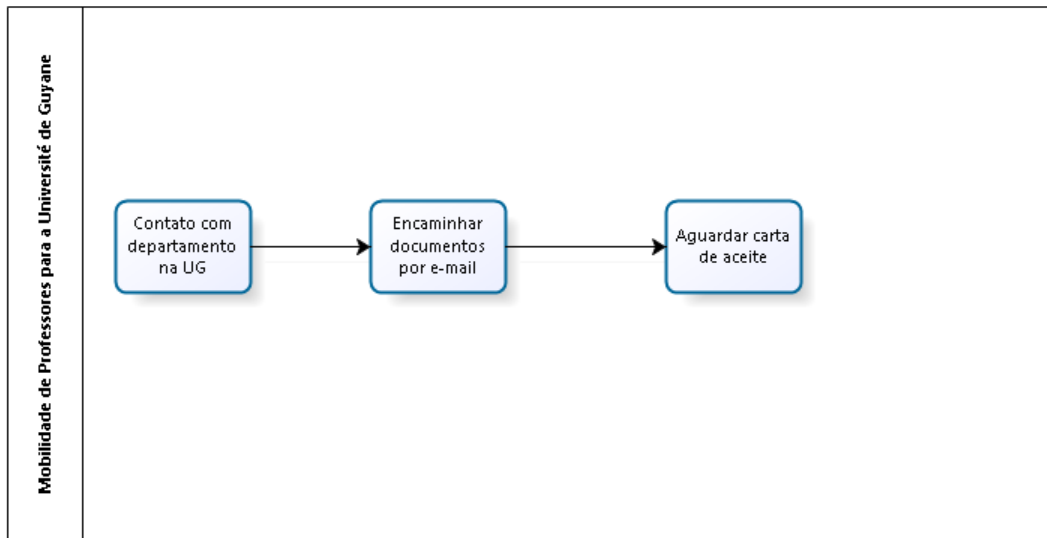 Mobilidade de Professores para a Université de Guyane
Contato com
departamento
na UG
Encaminhar
documentos
por e-mail
Aguardar carta
de aceite